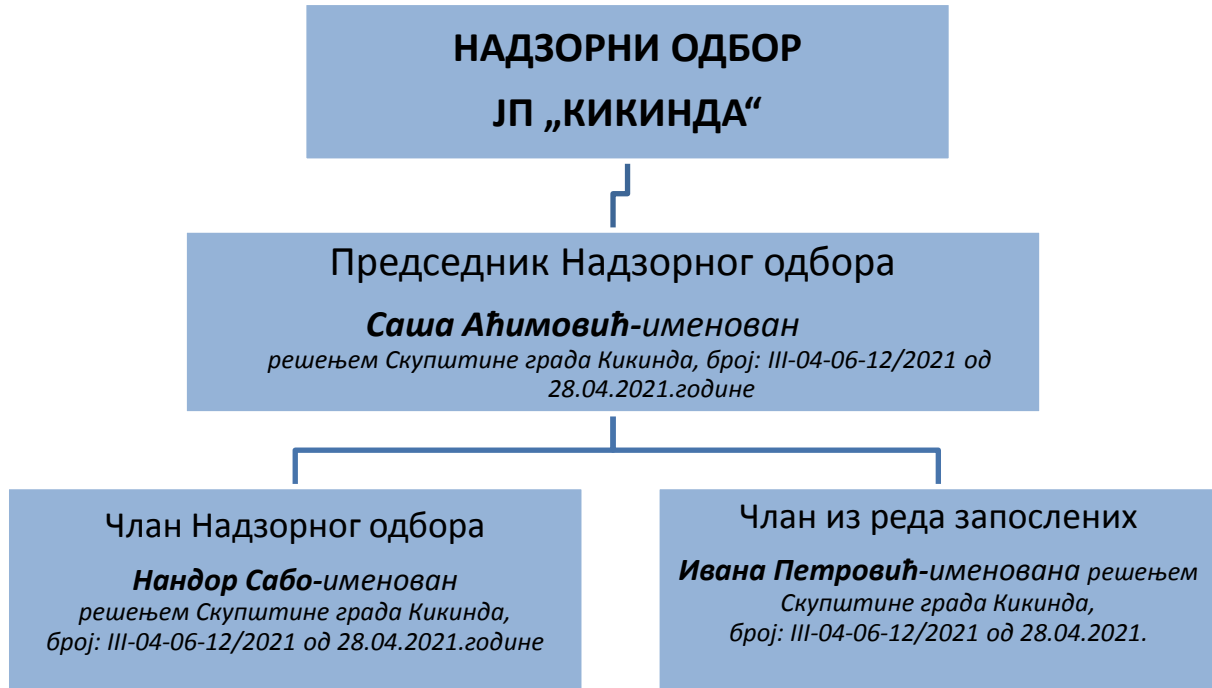 НАДЗОРНИ ОДБОР
ЈП „КИКИНДА“
Председник Надзорног одбора
Саша Аћимовић-именован
решењем Скупштине града Кикинда, број: III-04-06-12/2021 од
28.04.2021.године
Члан Надзорног одбора
Нандор Сабо-именован
решењем Скупштине града Кикинда,
број: III-04-06-12/2021 од 28.04.2021.године
Члан из реда запослених
Ивана Петровић-именована решењем
Скупштине града Кикинда,
број: III-04-06-12/2021 од 28.04.2021.